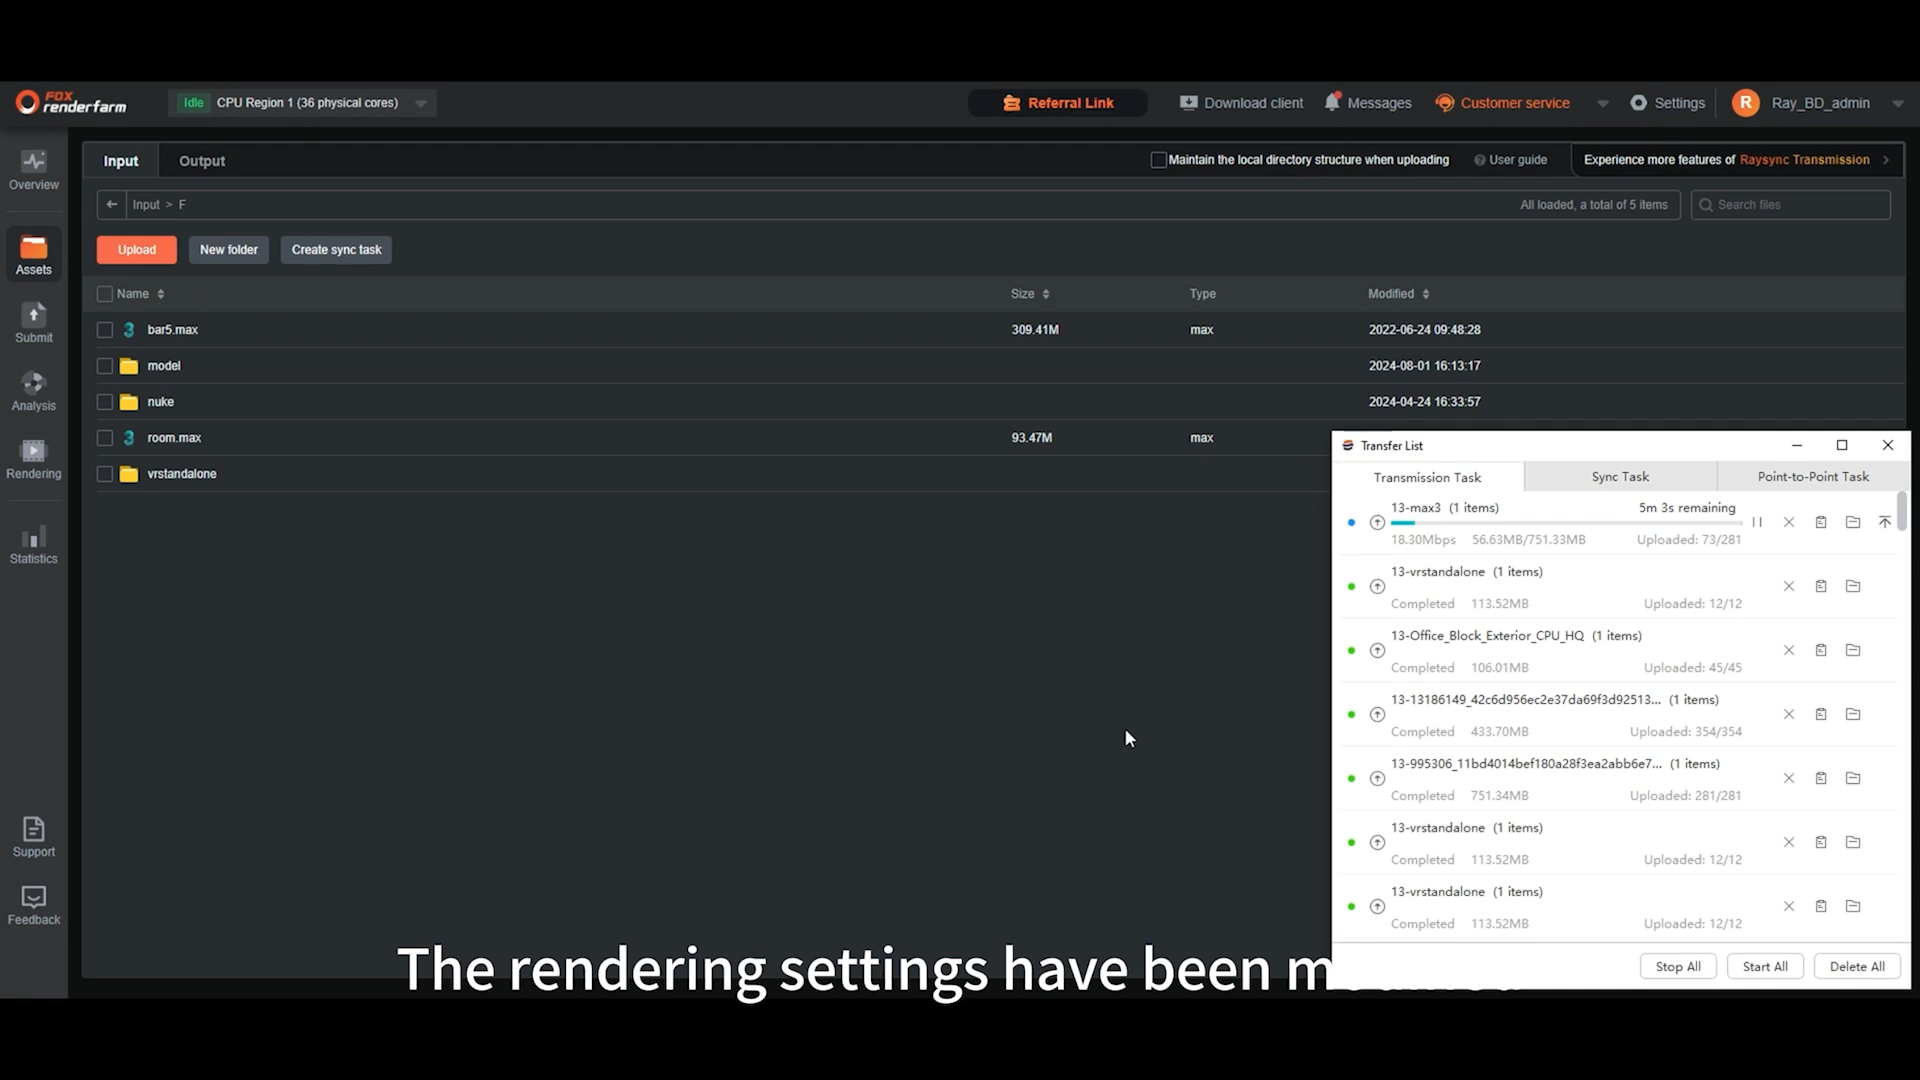 FOX
renderfarm
Idle CPU Region 1 (36 physical cores)
Referral Link
Download client
Messages
Customer service
Settings
R Ray_BD_admin
Overview
Assets
Submit
Analysis
Rendering
Statistics
Support
Feedback
Input Output
Maintain the local directory structure when uploading
User guide
Experience more features of Raysync Transmission >
Input > F
All loaded, a total of 5 items
Search files
Upload New folder Create sync task
Name Size Type Modified
3 bar5.max 309.41M max 2022-06-24 09:48:28
model 2024-08-01 16:13:17
nuke 2024-04-24 16:33:57
3 room.max 93.47M max
vrstandalone
Transfer List
Transmission Task Sync Task Point-to-Point Task
13-max3 (1 items) 5m 3s remaining
18.30Mbps 56.63MB/751.33MB Uploaded: 73/281
13-vrstandalone (1 items)
Completed 113.52MB Uploaded: 12/12
13-Office_Block_Exterior_CPU_HQ (1 items)
Completed 106.01MB Uploaded: 45/45
13-13186149_42c6d956ec2e37da69f3d92513... (1 items)
Completed 433.70MB Uploaded: 354/354
13-995306_11bd4014bef180a28f3ea2abb6e7... (1 items)
Completed 751.34MB Uploaded: 281/281
13-vrstandalone (1 items)
Completed 113.52MB Uploaded: 12/12
13-vrstandalone (1 items)
Completed 113.52MB Uploaded: 12/12
Stop All Start All Delete All
The rendering settings have been